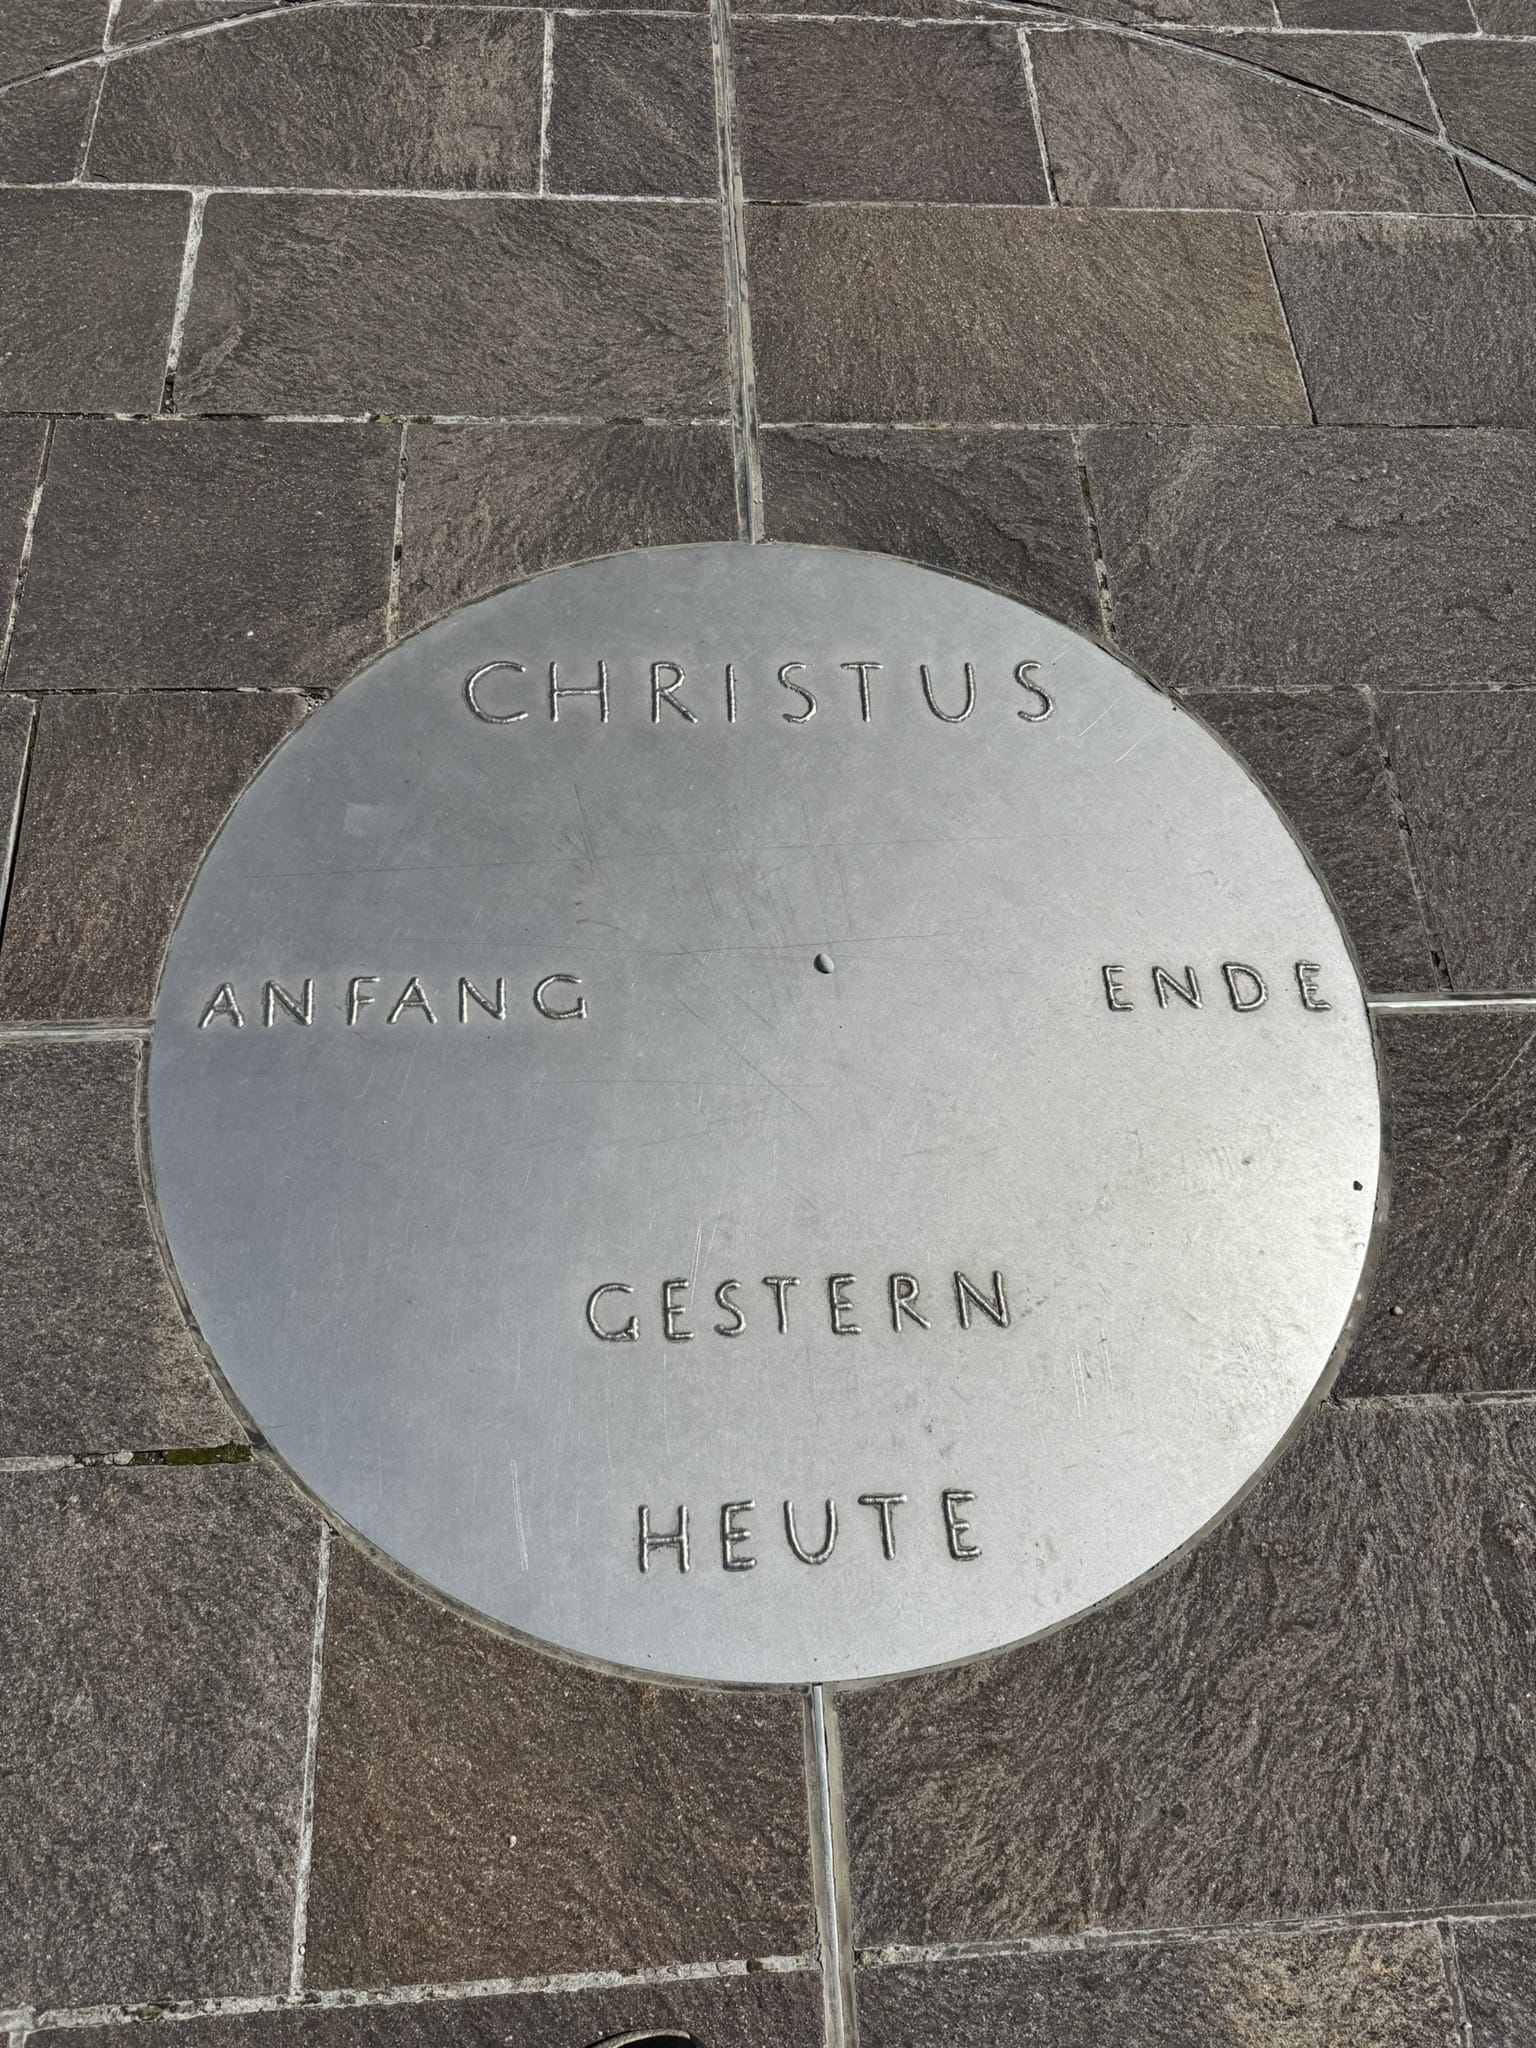 CHRISTUS
ANFANG ENDE
GESTERN
HEUTE